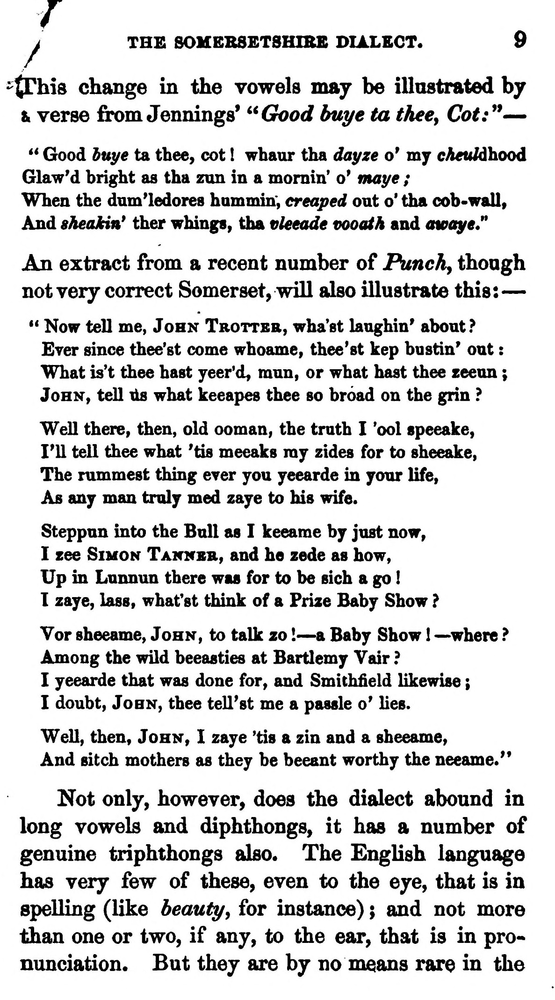 THE SOMERSETSHIRE DIALECT. 9
This change in the vowels may be illustrated by
a verse from Jennings' "Good buye ta thee, Cot:"—
"Good buye ta thee, cot! whaur tha dayze o' my cheuldhood
Glaw'd bright as tha zun in a mornin' o' maye;
When the dum'ledores hummin', creaped out o' tha cob-wall,
And sheakin' ther whings, tha vleeade vooath and awaye."
An extract from a recent number of Punch, though
not very correct Somerset, will also illustrate this:—
"Now tell me, JOHN TROTTER, wha'st laughin' about?
Ever since thee'st come whoame, thee'st kep bustin' out:
What is't thee hast yeer'd, mun, or what hast thee zeeun;
JOHN, tell us what keeapes thee so broad on the grin?
Well there, then, old ooman, the truth I 'ool speeake,
I'll tell thee what 'tis meeaks my zides for to sheeake,
The rummest thing ever you yeearde in your life,
As any man truly med zaye to his wife.
Steppun into the Bull as I keeame by just now,
I zee SIMON TANNER, and he zede as how,
Up in Lunnun there was for to be sich a go!
I zaye, lass, what'st think of a Prize Baby Show?
Vor sheeame, JOHN, to talk zo!—a Baby Show!—where?
Among the wild beeasties at Bartlemy Vair?
I yeearde that was done for, and Smithfield likewise;
I doubt, JOHN, thee tell'st me a passle o' lies.
Well, then, JOHN, I zaye 'tis a zin and a sheeame,
And sitch mothers as they be beeant worthy the neeame."
Not only, however, does the dialect abound in
long vowels and diphthongs, it has a number of
genuine triphthongs also. The English language
has very few of these, even to the eye, that is in
spelling (like beauty, for instance); and not more
than one or two, if any, to the ear, that is in pro-
nunciation. But they are by no means rare in the